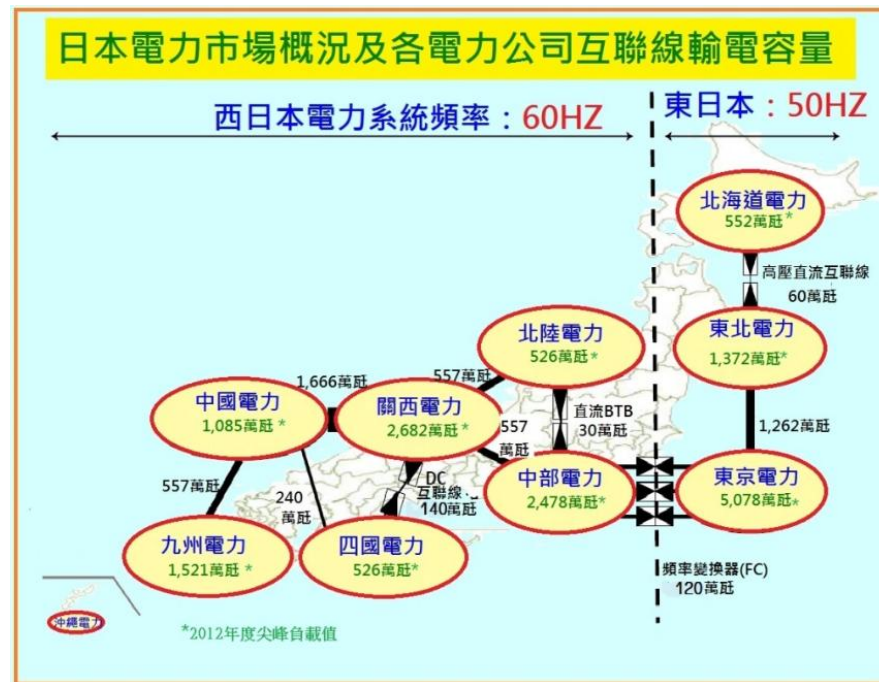 日本電力市場概況及各電力公司互聯線輸電容量
西日本電力系統頻率：60HZ
東日本：50HZ
北海道電力
552萬瓩*
高壓直流互聯線
60萬瓩
北陸電力
526萬瓩*
東北電力
1,372萬瓩*
1,666萬瓩
557萬瓩
中國電力
1,085萬瓩*
關西電力
2,682萬瓩*
直流BTB
30萬瓩
557
萬瓩
1,262萬瓩
557萬瓩
240
萬瓩
DC
互聯線
140萬瓩
中部電力
2,478萬瓩*
東京電力
5,078萬瓩*
九州電力
1,521萬瓩*
四國電力
526萬瓩*
頻率變換器(FC)
120萬瓩
沖繩電力
*2012年度尖峰負載值